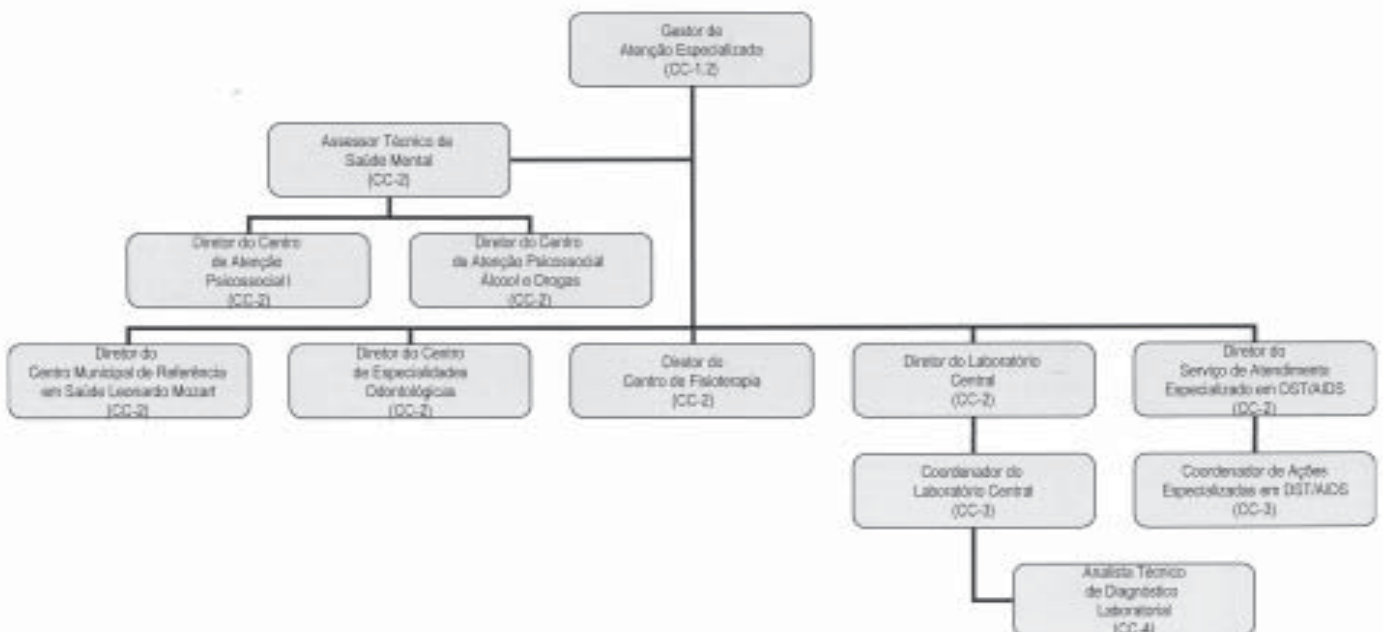 Gestor de
Atenção Especializada
(CC-1.2)
Assessor Técnico de
Saúde Mental
(CC-2)
Diretor do Centro
de Atenção
Psicossocial I
(CC-2)
Diretor do Centro
de Atenção Psicossocial
Álcool e Drogas
(CC-2)
Diretor do
Centro Municipal de Referência
em Saúde Leonardo Mozart
(CC-2)
Diretor do Centro
de Especialidades
Odontológicas
(CC-2)
Diretor do
Centro de Fisioterapia
(CC-2)
Diretor do Laboratório
Central
(CC-2)
Diretor do
Serviço de Atendimento
Especializado em DST/AIDS
(CC-2)
Coordenador do
Laboratório Central
(CC-3)
Coordenador de Ações
Especializadas em DST/AIDS
(CC-3)
Analista Técnico
de Diagnóstico
Laboratorial
(CC-4)